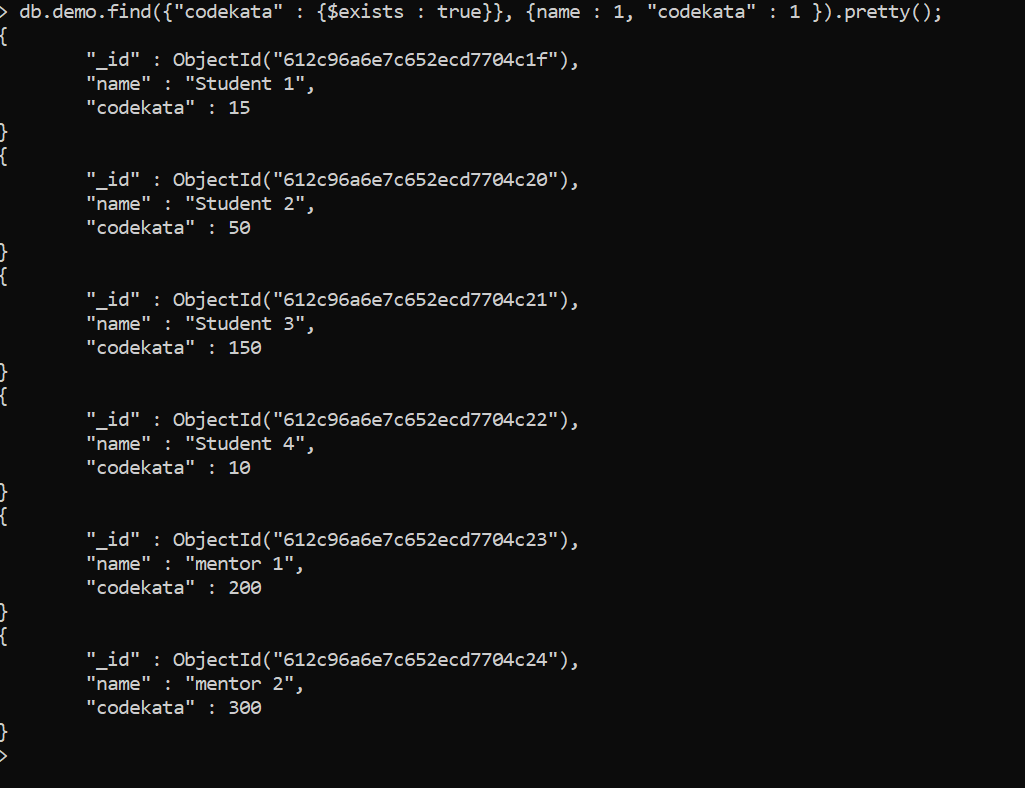 > db.demo.find({"codekata" : {$exists : true}}, {name : 1, "codekata" : 1 }).pretty();
{
        "_id" : ObjectId("612c96a6e7c652ecd7704c1f"),
        "name" : "Student 1",
        "codekata" : 15
}
{
        "_id" : ObjectId("612c96a6e7c652ecd7704c20"),
        "name" : "Student 2",
        "codekata" : 50
}
{
        "_id" : ObjectId("612c96a6e7c652ecd7704c21"),
        "name" : "Student 3",
        "codekata" : 150
}
{
        "_id" : ObjectId("612c96a6e7c652ecd7704c22"),
        "name" : "Student 4",
        "codekata" : 10
}
{
        "_id" : ObjectId("612c96a6e7c652ecd7704c23"),
        "name" : "mentor 1",
        "codekata" : 200
}
{
        "_id" : ObjectId("612c96a6e7c652ecd7704c24"),
        "name" : "mentor 2",
        "codekata" : 300
}
>